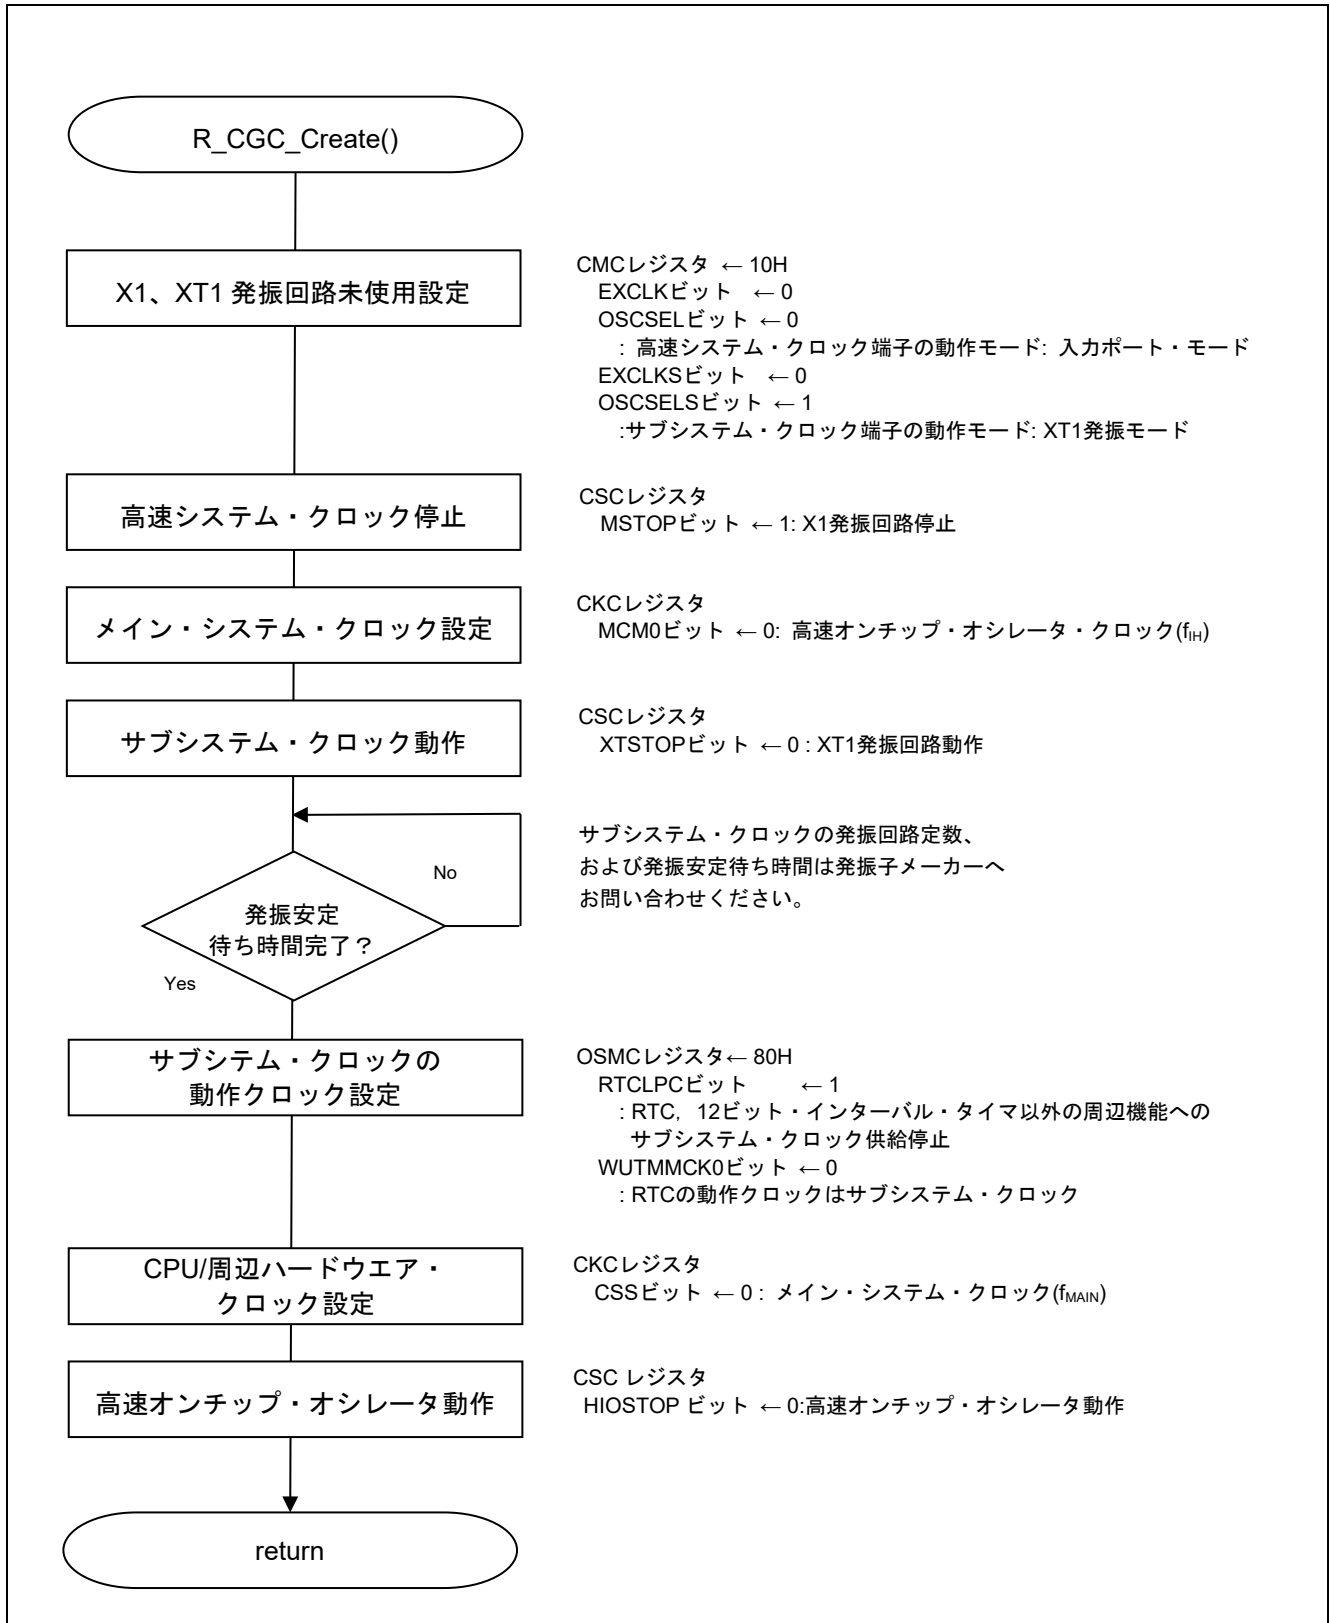 R_CGC_Create()
X1、XT1 発振回路未使用設定
CMCレジスタ ← 10H
EXCLKビット ← 0
OSCSELビット ← 0
: 高速システム・クロック端子の動作モード: 入力ポート・モード
EXCLKSビット ← 0
OSCSELSビット ← 1
:サブシステム・クロック端子の動作モード: XT1発振モード
高速システム・クロック停止
CSCレジスタ
MSTOPビット ← 1: X1発振回路停止
メイン・システム・クロック設定
CKCレジスタ
MCM0ビット ← 0: 高速オンチップ・オシレータ・クロック(fIH)
サブシステム・クロック動作
CSCレジスタ
XTSTOPビット ← 0 : XT1発振回路動作
サブシステム・クロックの発振回路定数、
および発振安定待ち時間は発振子メーカーへ
お問い合わせください。
No
発振安定
待ち時間完了？
Yes
サブシテム・クロックの
動作クロック設定
OSMCレジスタ← 80H
RTCLPCビット ← 1
: RTC, 12ビット・インターバル・タイマ以外の周辺機能への
サブシステム・クロック供給停止
WUTMMCK0ビット ← 0
: RTCの動作クロックはサブシステム・クロック
CPU/周辺ハードウエア・
クロック設定
CKCレジスタ
CSSビット ← 0 : メイン・システム・クロック(fMAIN)
高速オンチップ・オシレータ動作
CSC レジスタ
HIOSTOP ビット ← 0:高速オンチップ・オシレータ動作
return